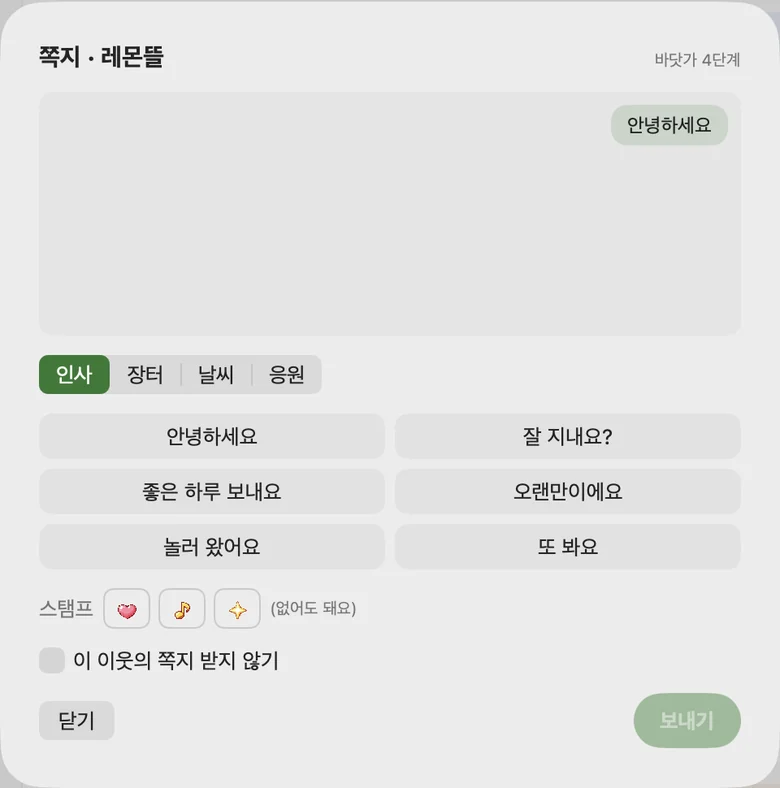 쪽지 · 레몬뜰
바닷가 4단계
안녕하세요
인사 장터 날씨 응원
안녕하세요 잘 지내요?
좋은 하루 보내요 오랜만이에요
놀러 왔어요 또 봐요
스탬프 (없어도 돼요)
이 이웃의 쪽지 받지 않기
닫기 보내기